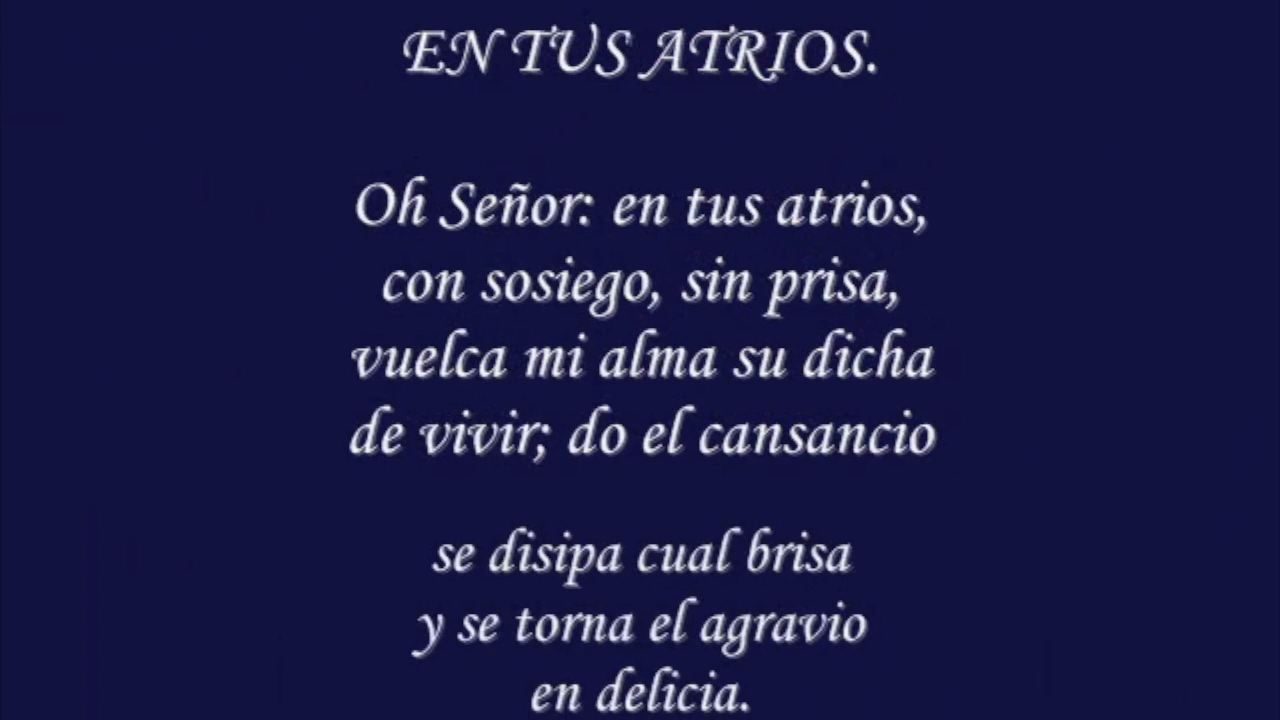 EN TUS ATRIOS.
Oh Señor: en tus atrios,
con sosiego, sin prisa,
vuelca mi alma su dicha
de vivir; do el cansancio
se disipa cual brisa
y se torna el agravio
en delicia.